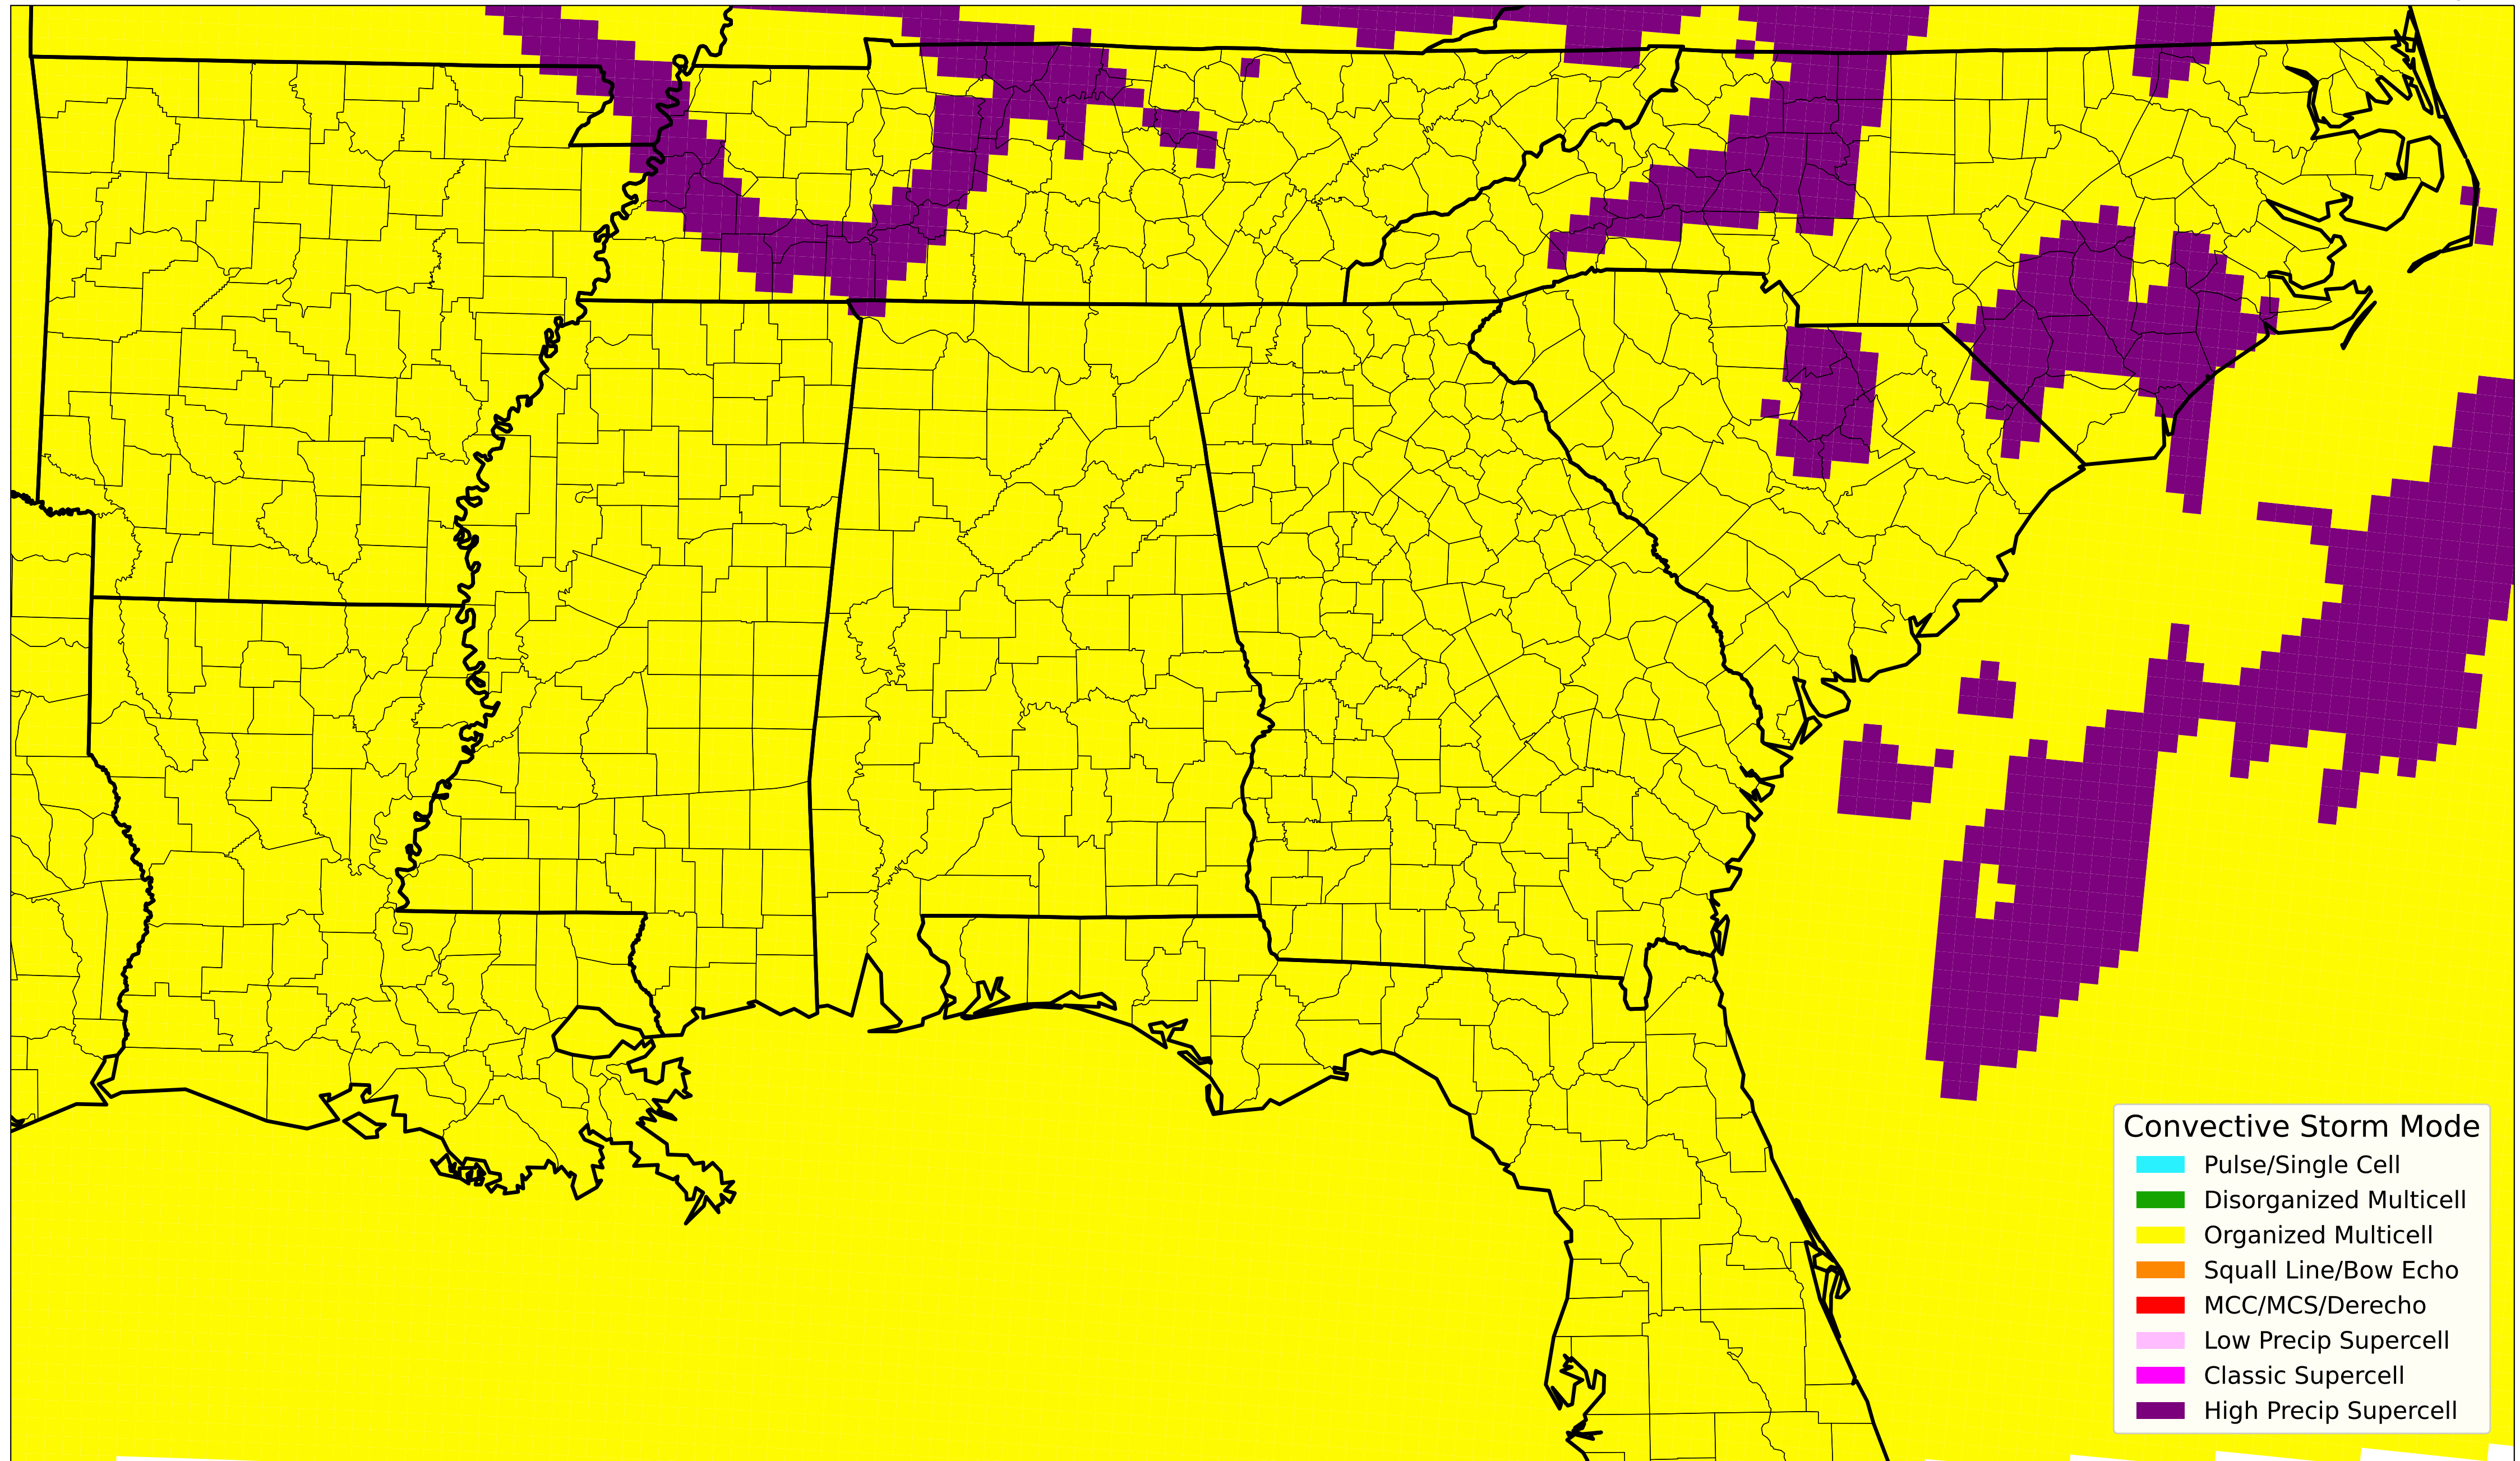 Convective Storm Mode
Pulse/Single Cell
Disorganized Multicell
Organized Multicell
Squall Line/Bow Echo
MCC/MCS/Derecho
Low Precip Supercell
Classic Supercell
High Precip Supercell